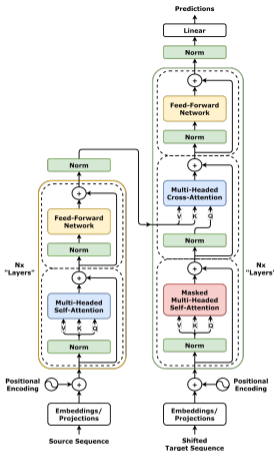 Predictions
Linear
Norm
Feed-Forward
Network
Norm
Multi-Headed
Cross-Attention
V K Q
Norm
Masked
Multi-Headed
Self-Attention
V K Q
Norm
Nx
"Layers"
Positional
Encoding
Embeddings/
Projections
Shifted
Target Sequence
Norm
Feed-Forward
Network
Norm
Multi-Headed
Self-Attention
V K Q
Norm
Nx
"Layers"
Positional
Encoding
Embeddings/
Projections
Source Sequence